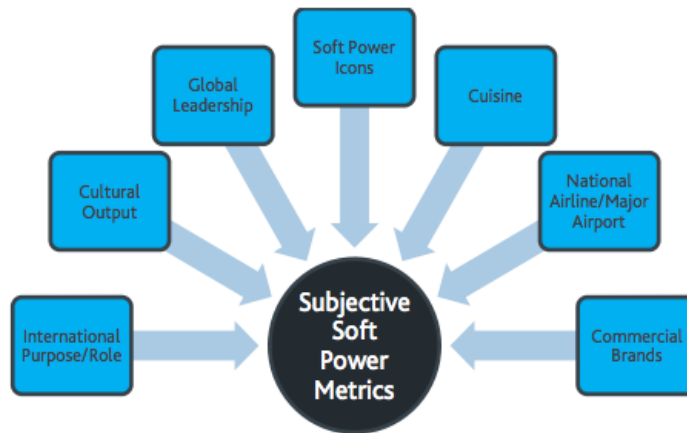 Soft Power
Icons
Global
Leadership
Cuisine
Cultural
Output
National
Airline/Major
Airport
International
Purpose/Role
Subjective
Soft
Power
Metrics
Commercial
Brands